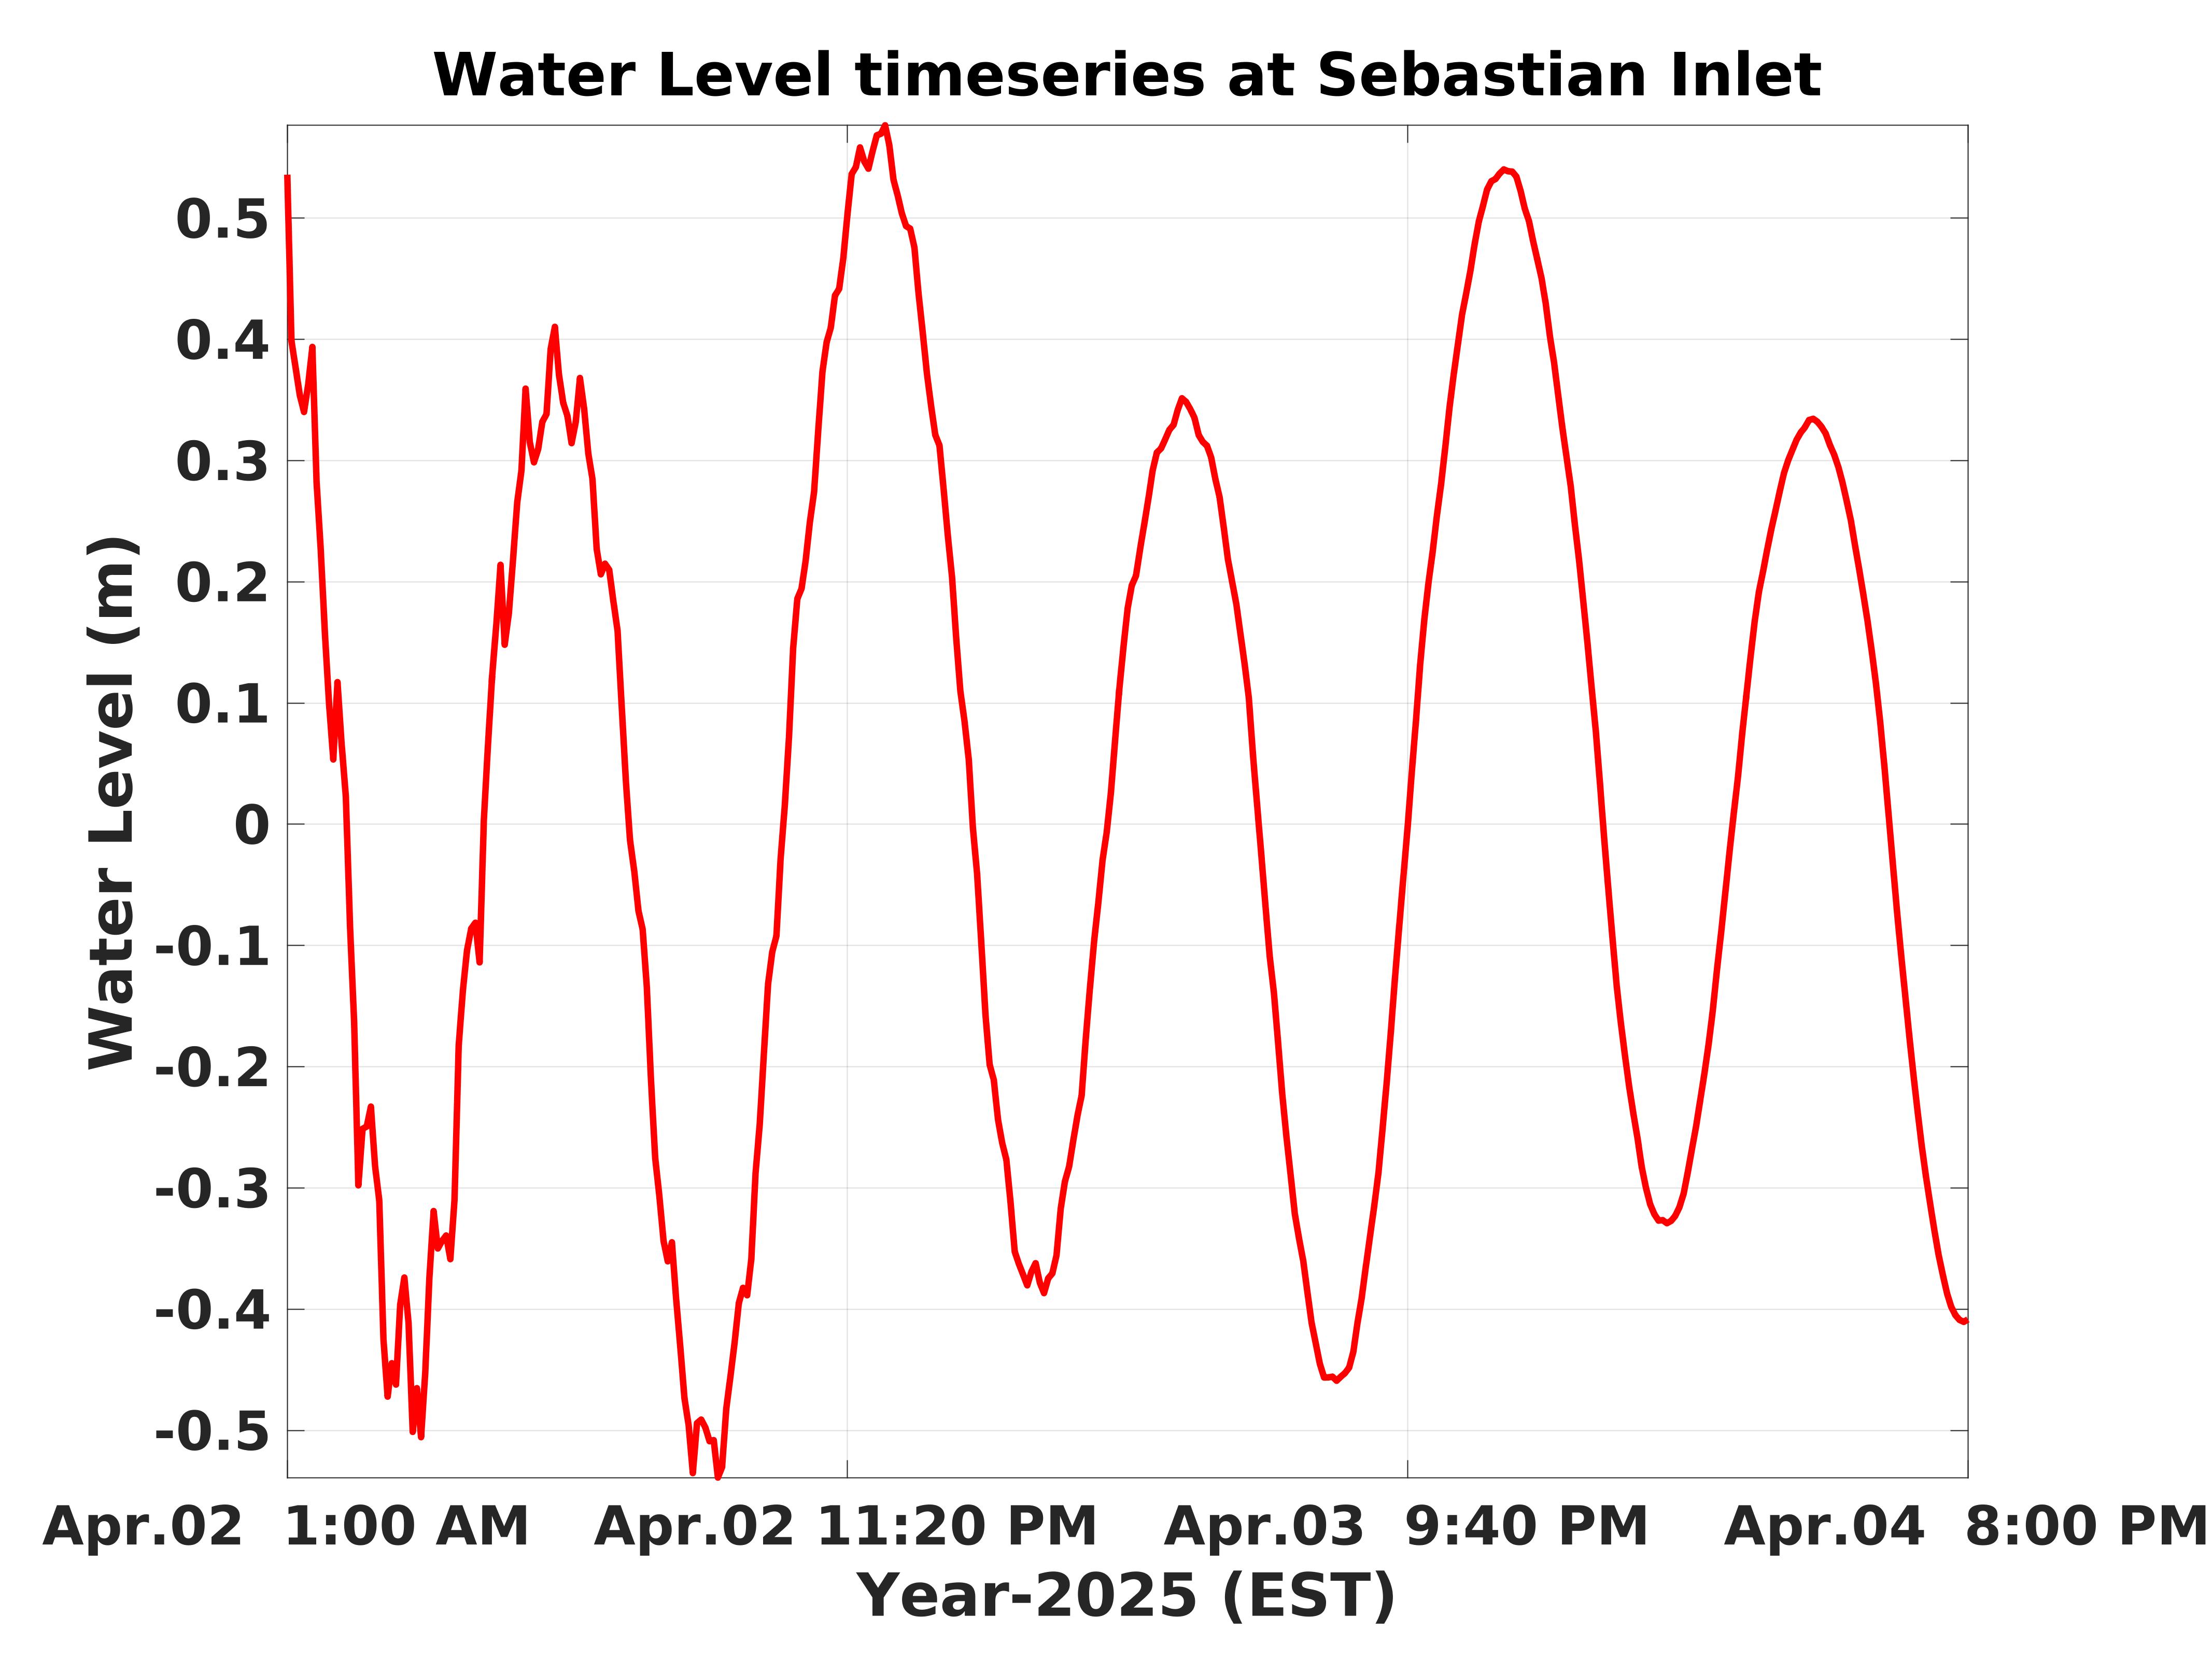 Water Level timeseries at Sebastian Inlet
0.5
0.4
0.3
0.2
0.1
0
-0.1
-0.2
-0.3
-0.4
-0.5
Water Level (m)
Apr.02 1:00 AM Apr.02 11:20 PM Apr.03 9:40 PM Apr.04 8:00 PM
Year-2025 (EST)